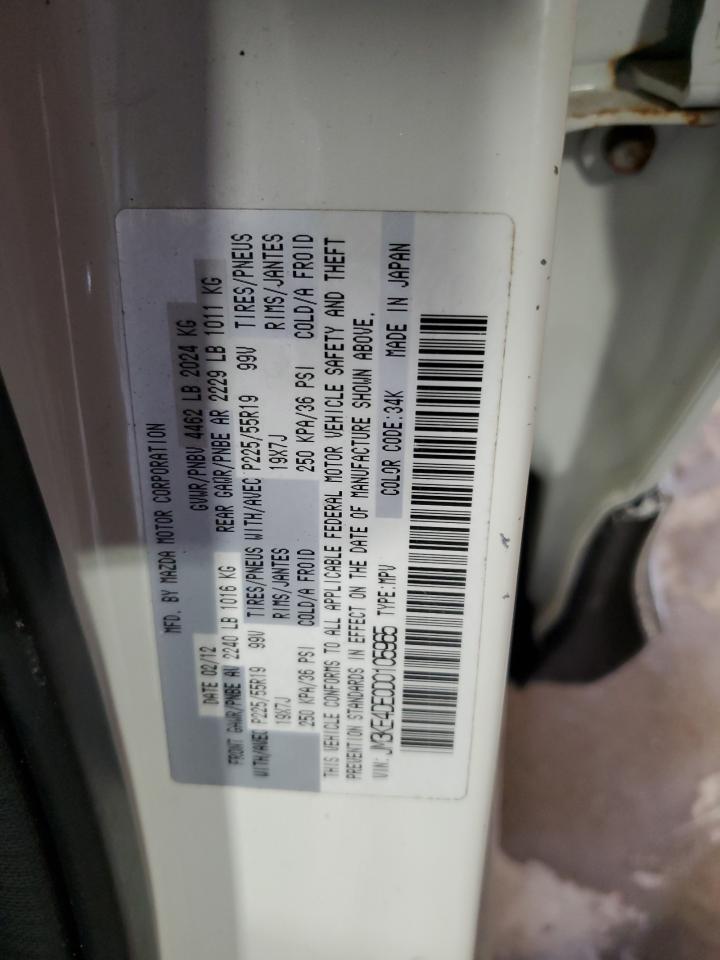 MFD. BY MAZDA MOTOR CORPORATION
DATE 02/12 GVWR/PNBV 4462 LB 2024 KG
FRONT GAWR/PNBE AV 2240 LB 1016 KG REAR GAWR/PNBE AR 2229 LB 1011 KG
WITH/AVEC P225/55R19 99V TIRES/PNEUS WITH/AVEC P225/55R19 99V TIRES/PNEUS
19X7J RIMS/JANTES 19X7J RIMS/JANTES
250 KPA/36 PSI COLD/A FROID 250 KPA/36 PSI COLD/A FROID
THIS VEHICLE CONFORMS TO ALL APPLICABLE FEDERAL MOTOR VEHICLE SAFETY AND THEFT
PREVENTION STANDARDS IN EFFECT ON THE DATE OF MANUFACTURE SHOWN ABOVE.
VIN: JM3KE4DE0D0105965 TYPE:MPV COLOR CODE:34K MADE IN JAPAN